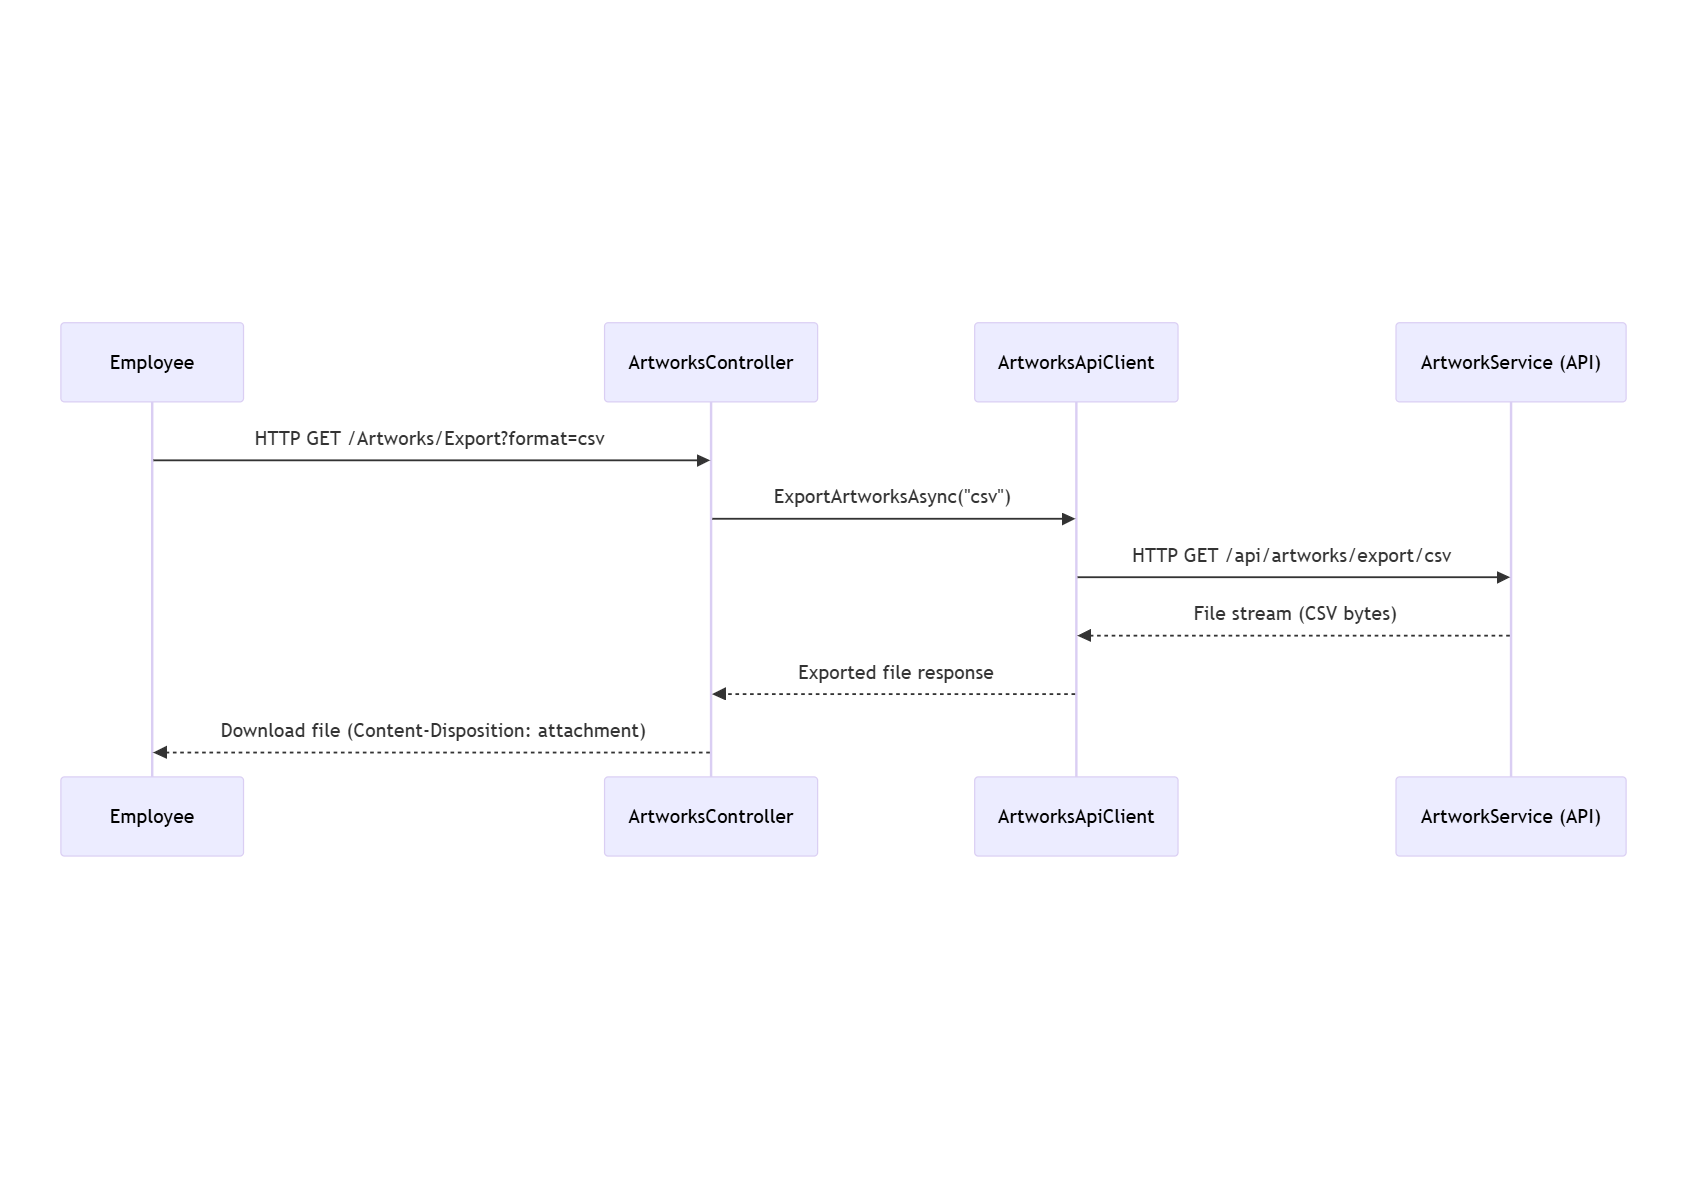 Employee
ArtworksController
ArtworksApiClient
ArtworkService (API)
HTTP GET /Artworks/Export?format=csv
ExportArtworksAsync("csv")
HTTP GET /api/artworks/export/csv
File stream (CSV bytes)
Exported file response
Download file (Content-Disposition: attachment)
Employee
ArtworksController
ArtworksApiClient
ArtworkService (API)